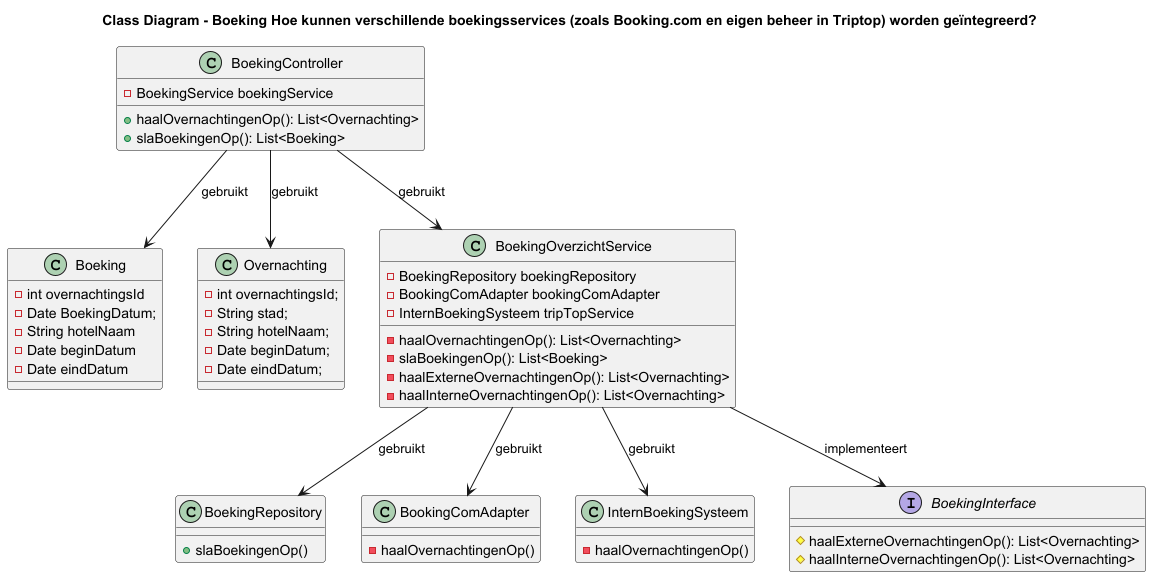 Class Diagram - Boeking Hoe kunnen verschillende boekingsservices (zoals Booking.com en eigen beheer in Triptop) worden geïntegreerd?
C BoekingController
BoekingService boekingService
haalOvernachtingenOp(): List<Overnachting>
slaBoekingenOp(): List<Boeking>
gebruikt
gebruikt
gebruikt
C Boeking
int overnachtingsId
Date BoekingDatum;
String hotelNaam
Date beginDatum
Date eindDatum
C Overnachting
int overnachtingsId;
String stad;
String hotelNaam;
Date beginDatum;
Date eindDatum;
C BoekingOverzichtService
BoekingRepository boekingRepository
BookingComAdapter bookingComAdapter
InternBoekingSysteem tripTopService
haalOvernachtingenOp(): List<Overnachting>
slaBoekingenOp(): List<Boeking>
haalExterneOvernachtingenOp(): List<Overnachting>
haalInterneOvernachtingenOp(): List<Overnachting>
gebruikt
gebruikt
gebruikt
implementeert
C BoekingRepository
slaBoekingenOp()
C BookingComAdapter
haalOvernachtingenOp()
C InternBoekingSysteem
haalOvernachtingenOp()
I BoekingInterface
haalExterneOvernachtingenOp(): List<Overnachting>
haalInterneOvernachtingenOp(): List<Overnachting>